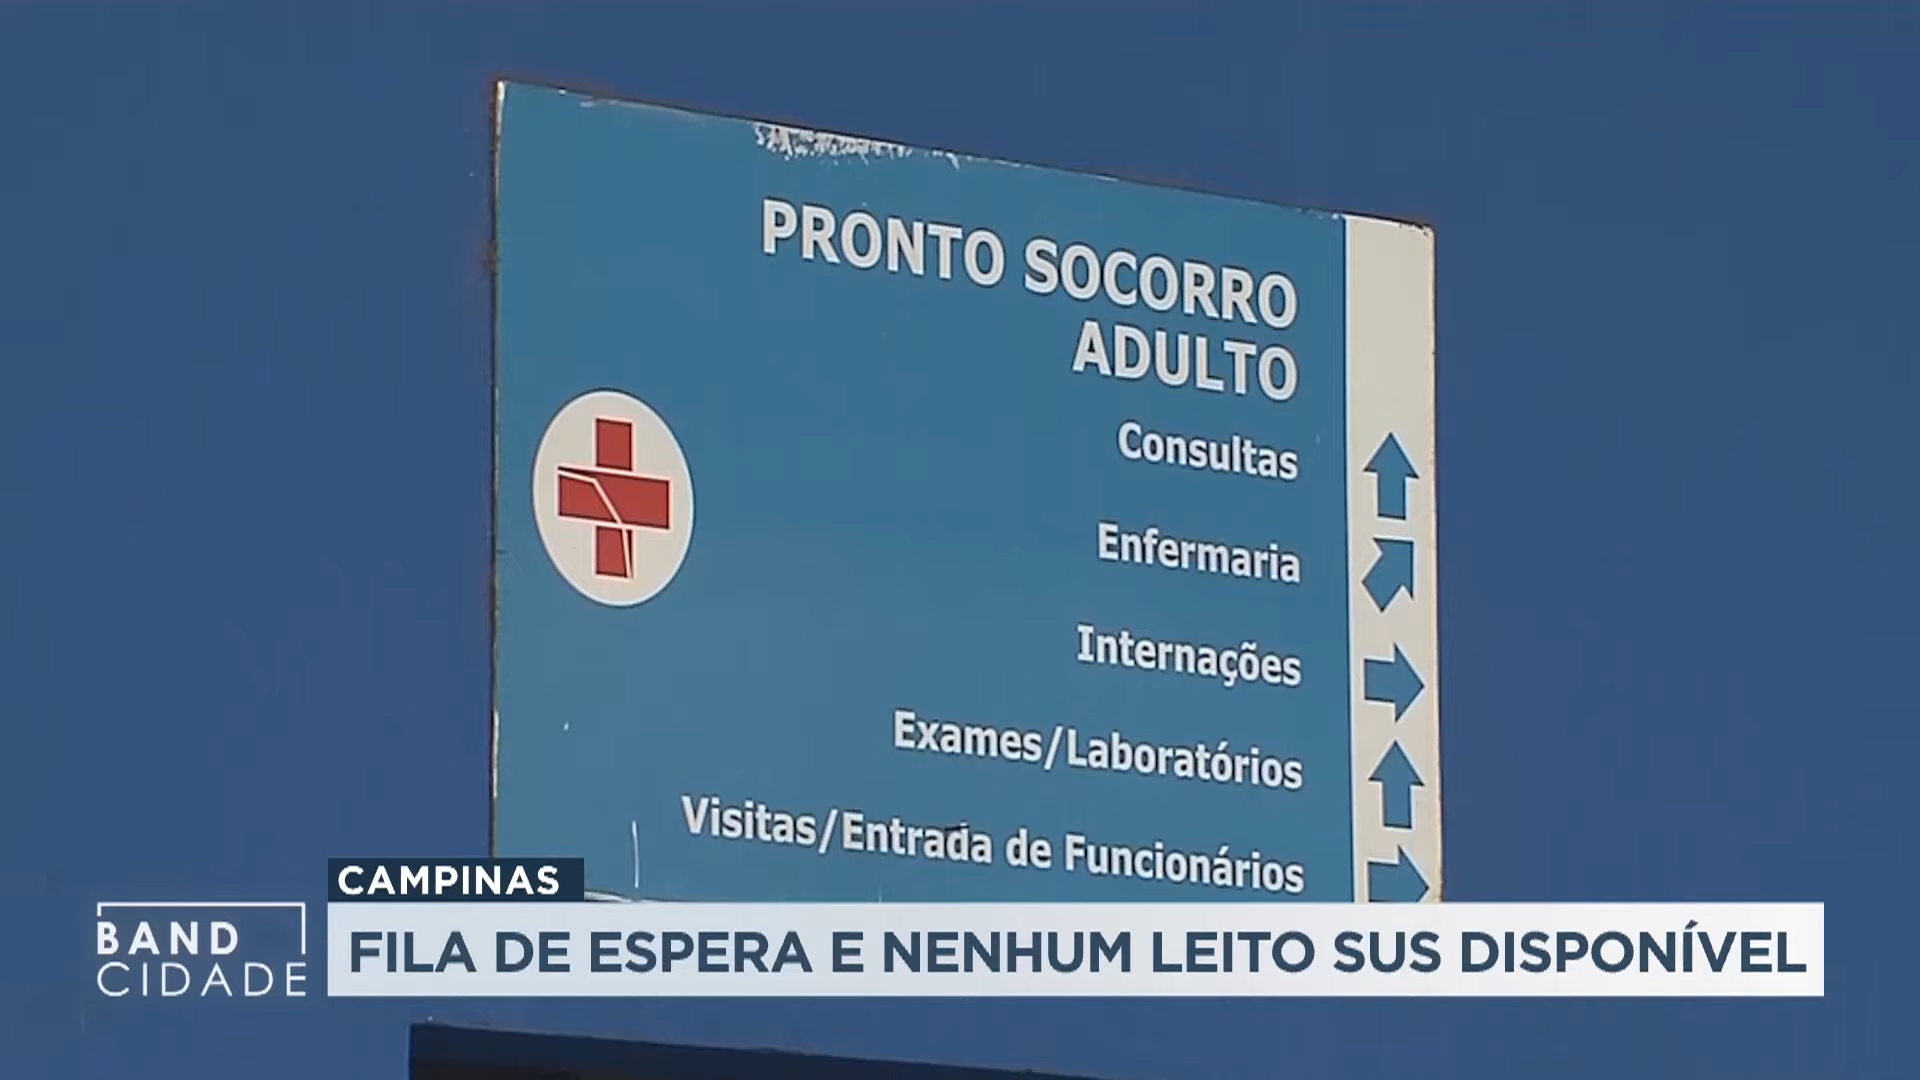 PRONTO SOCORRO
ADULTO
Consultas
Enfermaria
Internações
Exames/Laboratórios
Visitas/Entrada de Funcionários
CAMPINAS
BAND
CIDADE
FILA DE ESPERA E NENHUM LEITO SUS DISPONÍVEL